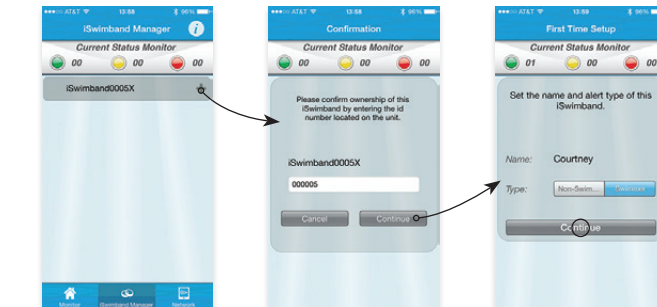 AT&T 13:58 96%
iSwimband Manager i
Current Status Monitor
00 00 00
iSwimband0005X
Monitor iSwimband Manager Network
AT&T 13:58 96%
Confirmation
Current Status Monitor
00 00 00
Please confirm ownership of this
iSwimband by entering the id
number located on the unit.
iSwimband0005X
000005
Cancel Continue
AT&T 13:59 96%
First Time Setup
Current Status Monitor
01 00 00
Set the name and alert type of this
iSwimband.
Name: Courtney
Type: Non-Swim... Swimmer
Continue